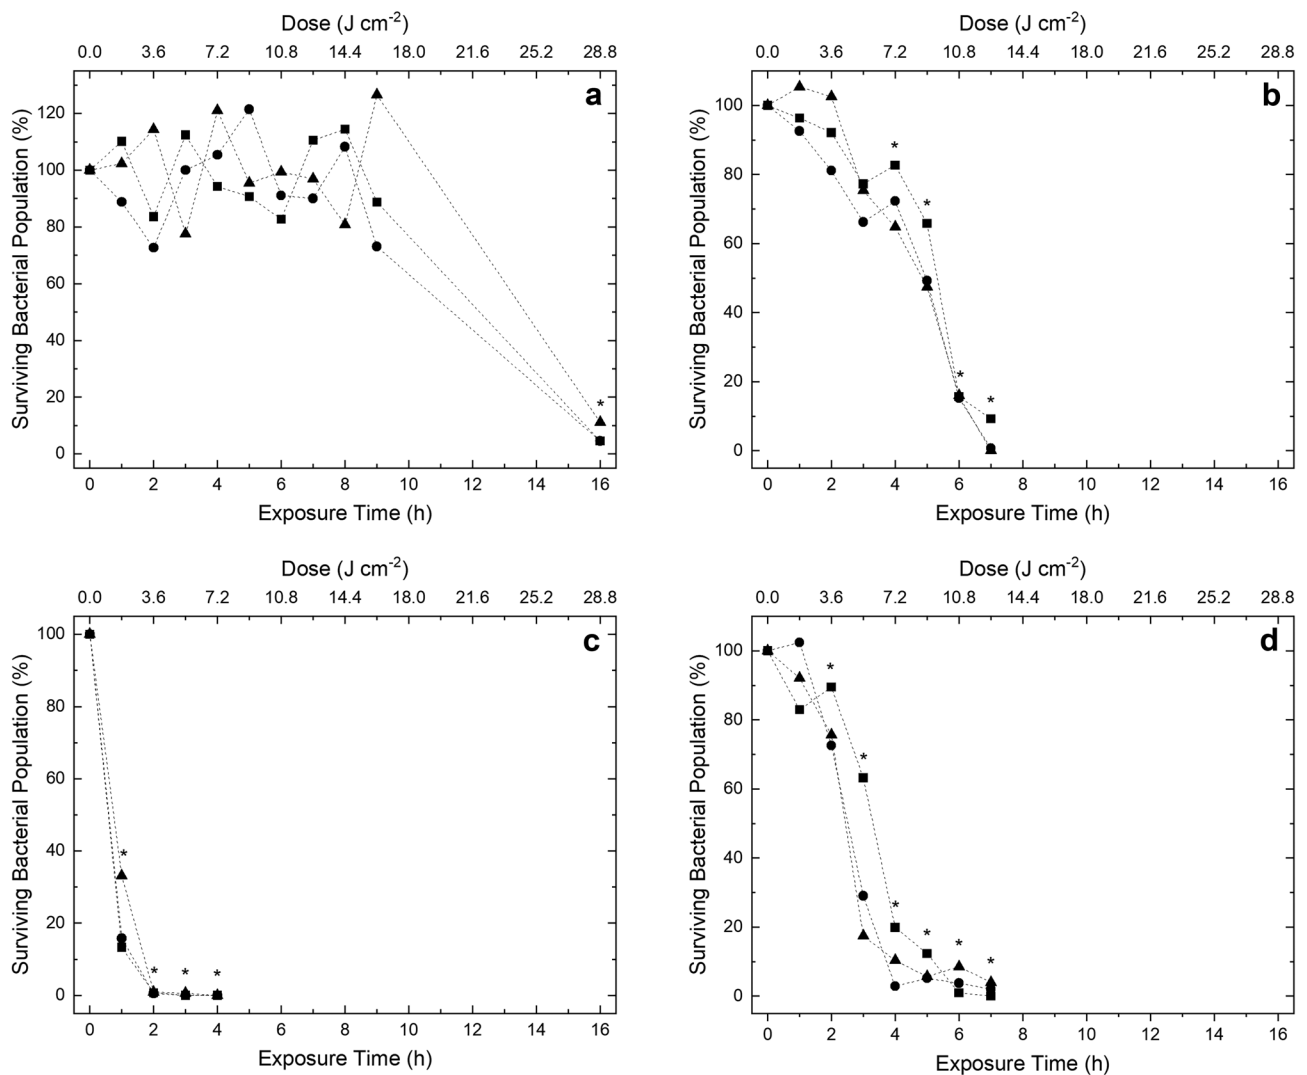 Dose (J cm-2)
0.0 3.6 7.2 10.8 14.4 18.0 21.6 25.2 28.8
a
Surviving Bacterial Population (%)
120
100
80
60
40
20
0
*
0 2 4 6 8 10 12 14 16
Exposure Time (h)
Dose (J cm-2)
0.0 3.6 7.2 10.8 14.4 18.0 21.6 25.2 28.8
b
Surviving Bacterial Population (%)
100
80
60
40
20
0
* * * *
0 2 4 6 8 10 12 14 16
Exposure Time (h)
Dose (J cm-2)
0.0 3.6 7.2 10.8 14.4 18.0 21.6 25.2 28.8
c
Surviving Bacterial Population (%)
100
80
60
40
20
0
* * * *
0 2 4 6 8 10 12 14 16
Exposure Time (h)
Dose (J cm-2)
0.0 3.6 7.2 10.8 14.4 18.0 21.6 25.2 28.8
d
Surviving Bacterial Population (%)
100
80
60
40
20
0
* * * * * *
0 2 4 6 8 10 12 14 16
Exposure Time (h)